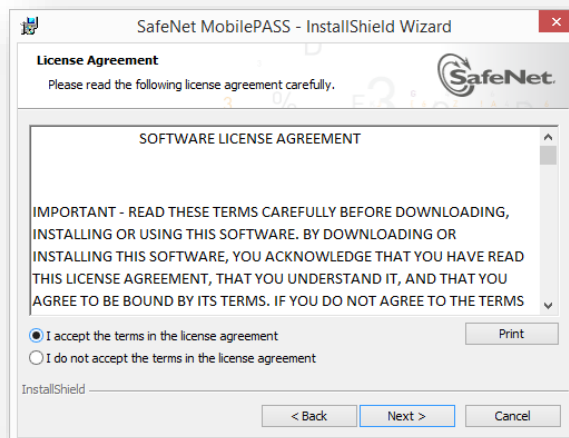 SafeNet MobilePASS - InstallShield Wizard
License Agreement
Please read the following license agreement carefully.
SafeNet.
SOFTWARE LICENSE AGREEMENT
IMPORTANT - READ THESE TERMS CAREFULLY BEFORE DOWNLOADING,
INSTALLING OR USING THIS SOFTWARE. BY DOWNLOADING OR
INSTALLING THIS SOFTWARE, YOU ACKNOWLEDGE THAT YOU HAVE READ
THIS LICENSE AGREEMENT, THAT YOU UNDERSTAND IT, AND THAT YOU
AGREE TO BE BOUND BY ITS TERMS. IF YOU DO NOT AGREE TO THE TERMS
I accept the terms in the license agreement
Print
I do not accept the terms in the license agreement
InstallShield
< Back Next > Cancel